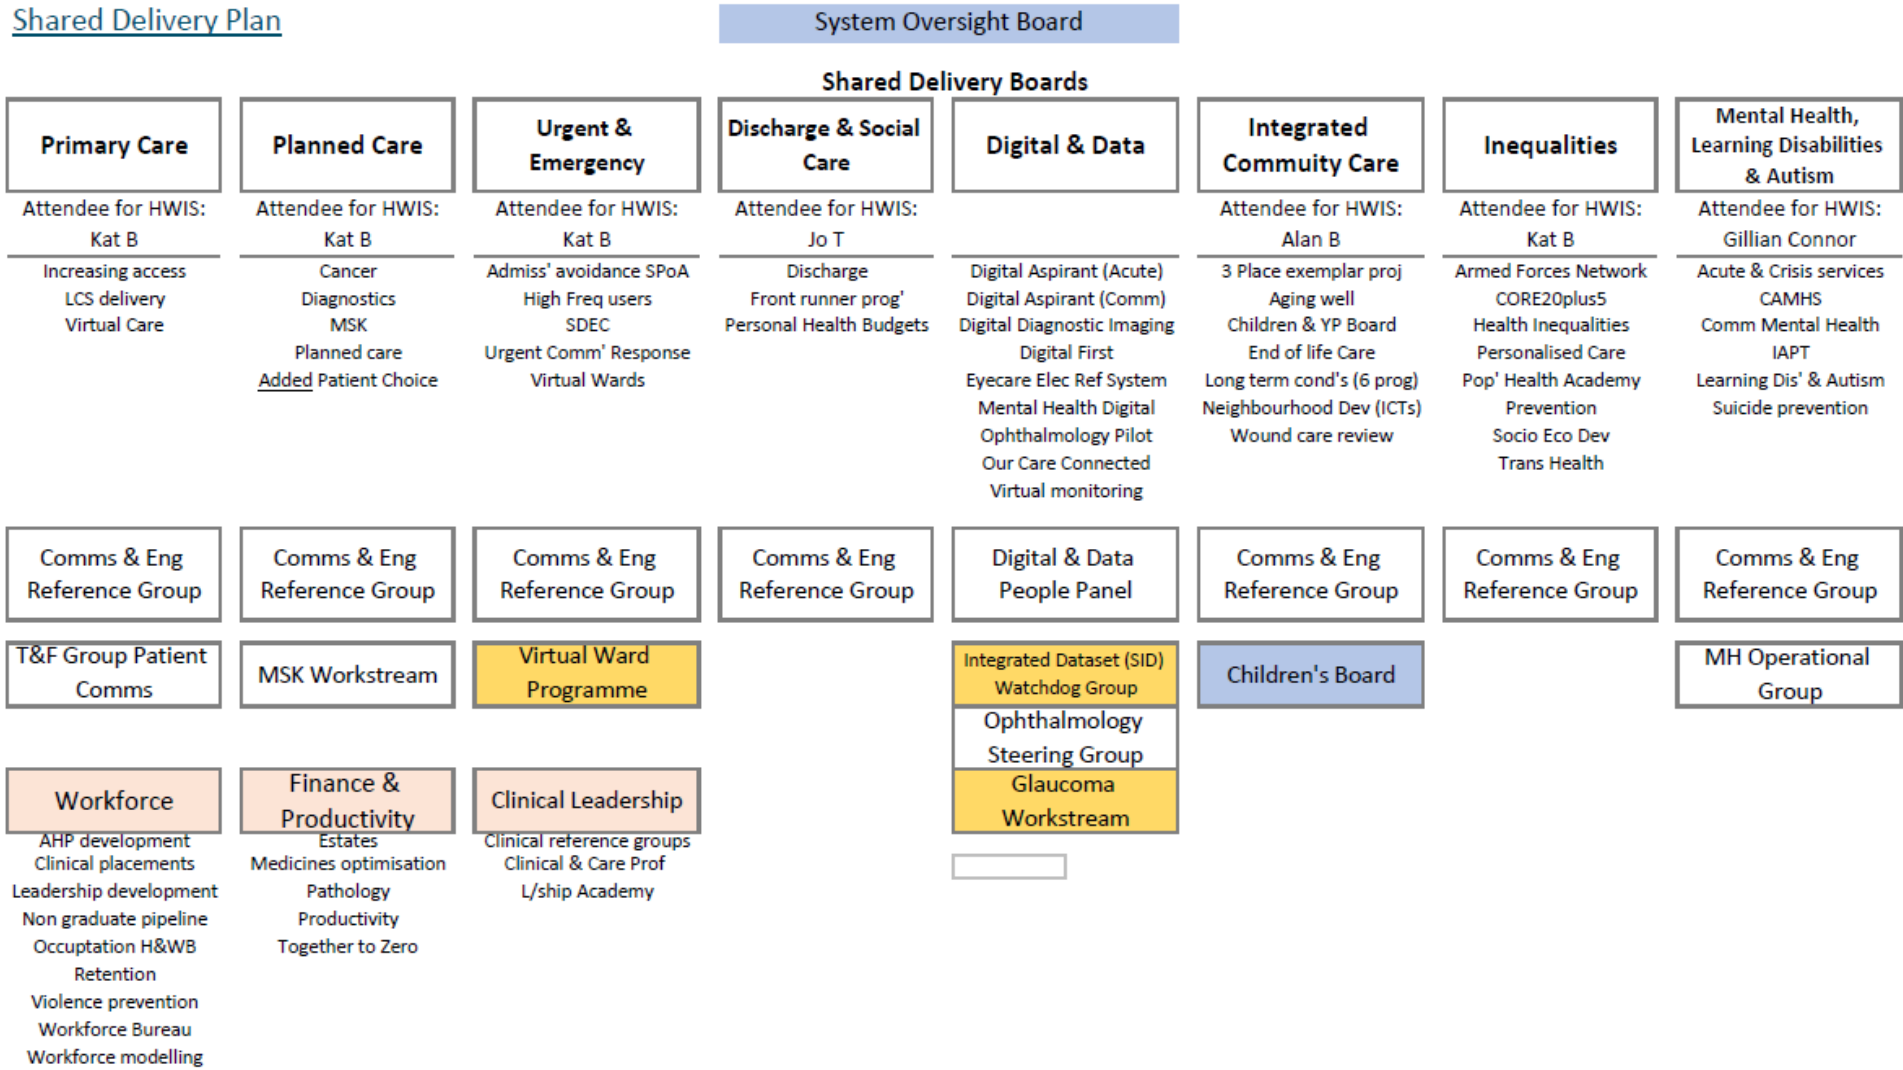 Shared Delivery Plan
System Oversight Board
Shared Delivery Boards
Primary Care
Attendee for HWIS:
Kat B
Increasing access
LCS delivery
Virtual Care
Planned Care
Attendee for HWIS:
Kat B
Cancer
Diagnostics
MSK
Planned care
Added Patient Choice
Urgent &
Emergency
Attendee for HWIS:
Kat B
Admiss' avoidance SPoA
High Freq users
SDEC
Urgent Comm' Response
Virtual Wards
Discharge & Social
Care
Attendee for HWIS:
Jo T
Discharge
Front runner prog'
Personal Health Budgets
Digital & Data
Digital Aspirant (Acute)
Digital Aspirant (Comm)
Digital Diagnostic Imaging
Digital First
Eyecare Elec Ref System
Mental Health Digital
Ophthalmology Pilot
Our Care Connected
Virtual monitoring
Integrated
Commuity Care
Attendee for HWIS:
Alan B
3 Place exemplar proj
Aging well
Children & YP Board
End of life Care
Long term cond's (6 prog)
Neighbourhood Dev (ICTs)
Wound care review
Inequalities
Attendee for HWIS:
Kat B
Armed Forces Network
CORE20plus5
Health Inequalities
Personalised Care
Pop' Health Academy
Prevention
Socio Eco Dev
Trans Health
Mental Health,
Learning Disabilities
& Autism
Attendee for HWIS:
Gillian Connor
Acute & Crisis services
CAMHS
Comm Mental Health
IAPT
Learning Dis' & Autism
Suicide prevention
Comms & Eng
Reference Group
Comms & Eng
Reference Group
Comms & Eng
Reference Group
Comms & Eng
Reference Group
Digital & Data
People Panel
Comms & Eng
Reference Group
Comms & Eng
Reference Group
Comms & Eng
Reference Group
T&F Group Patient
Comms
MSK Workstream
Virtual Ward
Programme
Integrated Dataset (SID)
Watchdog Group
Ophthalmology
Steering Group
Glaucoma
Workstream
Children's Board
MH Operational
Group
Workforce
AHP development
Clinical placements
Leadership development
Non graduate pipeline
Occuptation H&WB
Retention
Violence prevention
Workforce Bureau
Workforce modelling
Finance &
Productivity
Estates
Medicines optimisation
Pathology
Productivity
Together to Zero
Clinical Leadership
Clinical reference groups
Clinical & Care Prof
L/ship Academy